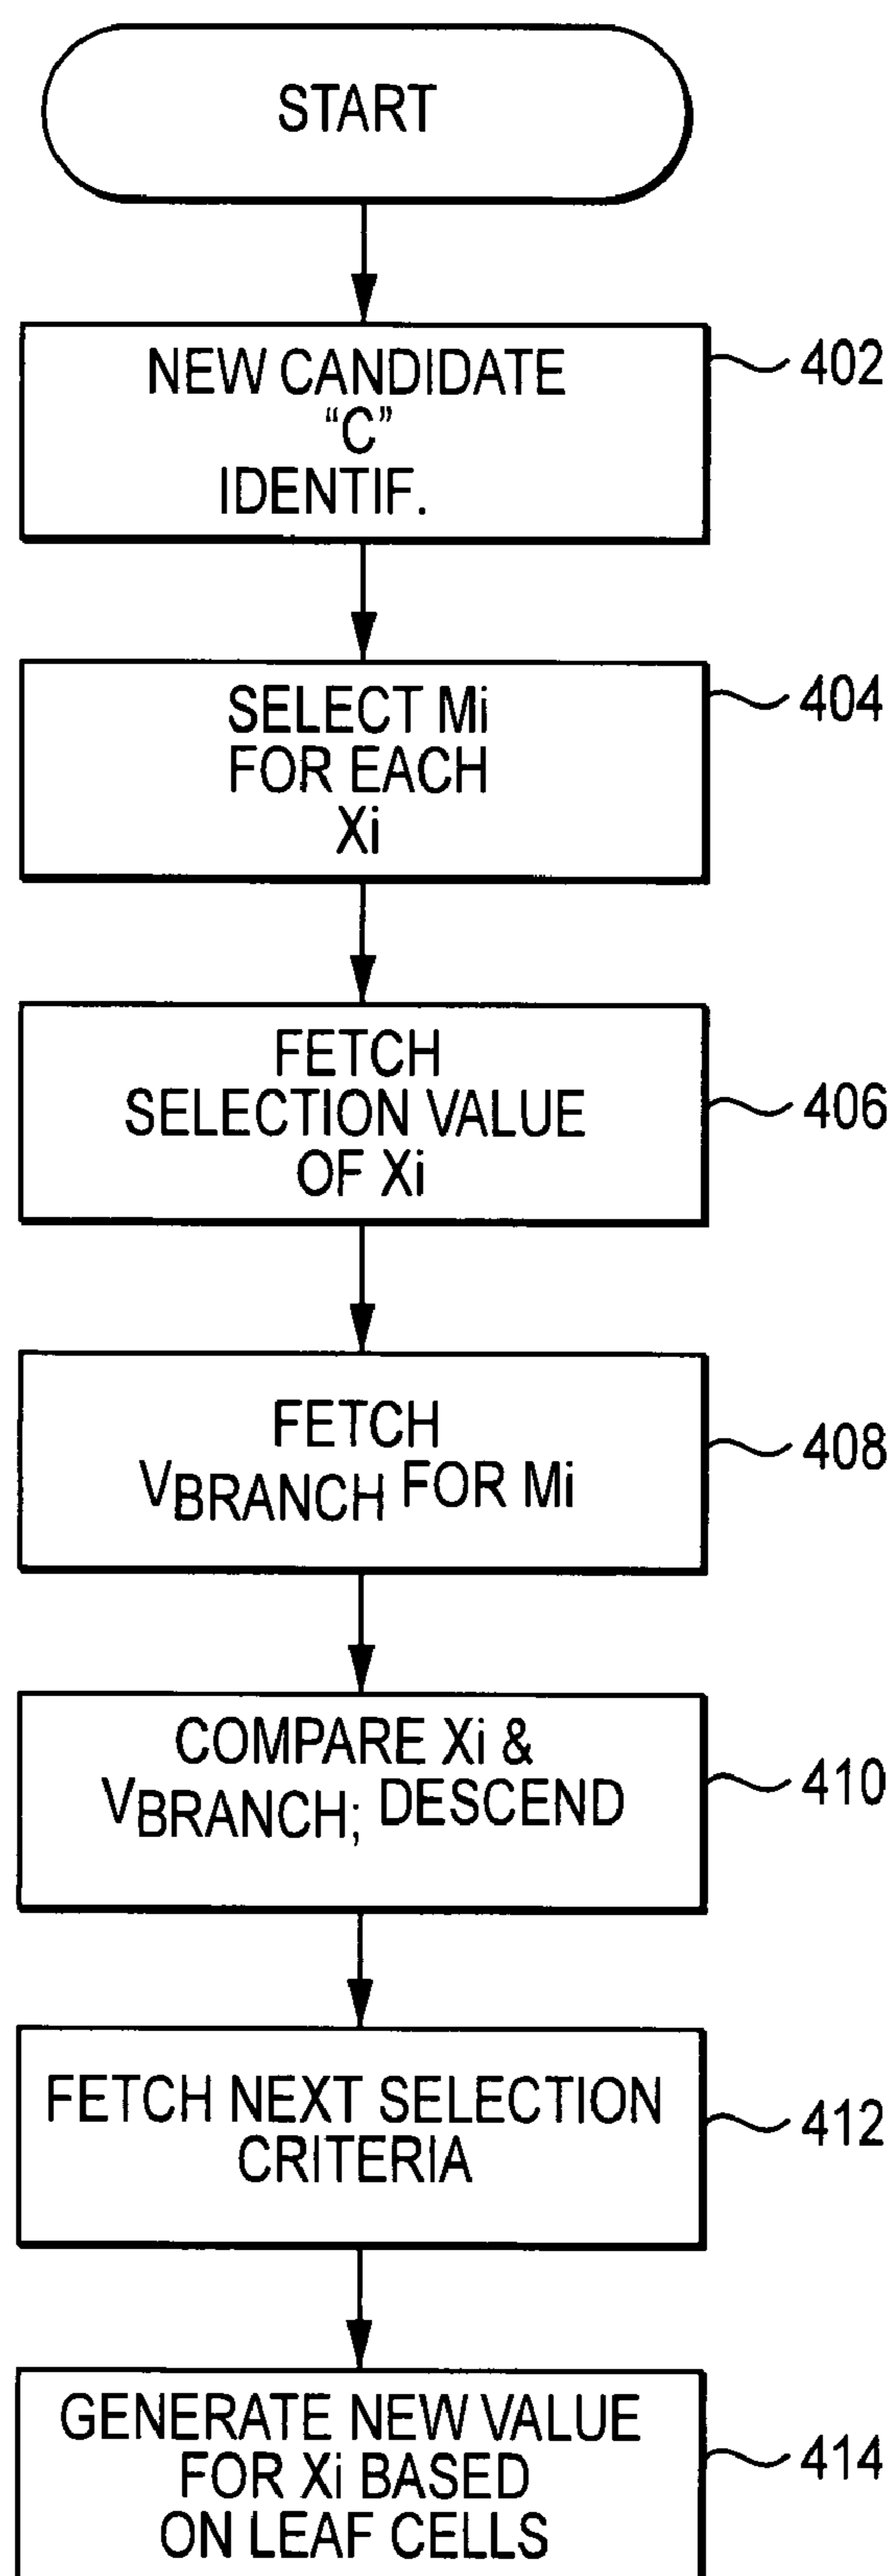 START
NEW CANDIDATE
“C”
IDENTIF.
402
SELECT Mi
FOR EACH
Xi
404
FETCH
SELECTION VALUE
OF Xi
406
FETCH
VBRANCH FOR Mi
408
COMPARE Xi &
VBRANCH; DESCEND
410
FETCH NEXT SELECTION
CRITERIA
412
GENERATE NEW VALUE
FOR Xi BASED
ON LEAF CELLS
414